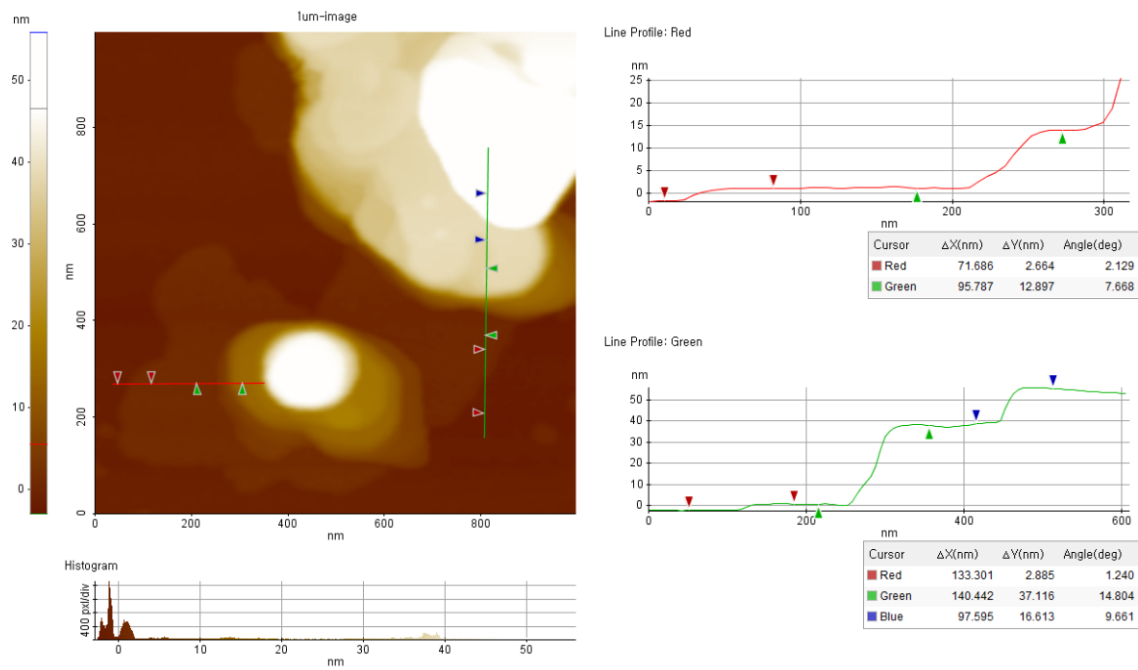 1um-image
nm
50
40
30
20
10
0
800
600
400
200
0
nm
0
200
400
600
800
nm
Histogram
400 pxl/div
0
10
20
30
40
50
nm
Line Profile: Red
nm
25
20
15
10
5
0
0
100
200
300
nm
Cursor ΔX(nm) ΔY(nm) Angle(deg)
Red 71.686 2.664 2.129
Green 95.787 12.897 7.668
Line Profile: Green
nm
50
40
30
20
10
0
0
200
400
600
nm
Cursor ΔX(nm) ΔY(nm) Angle(deg)
Red 133.301 2.885 1.240
Green 140.442 37.116 14.804
Blue 97.595 16.613 9.661